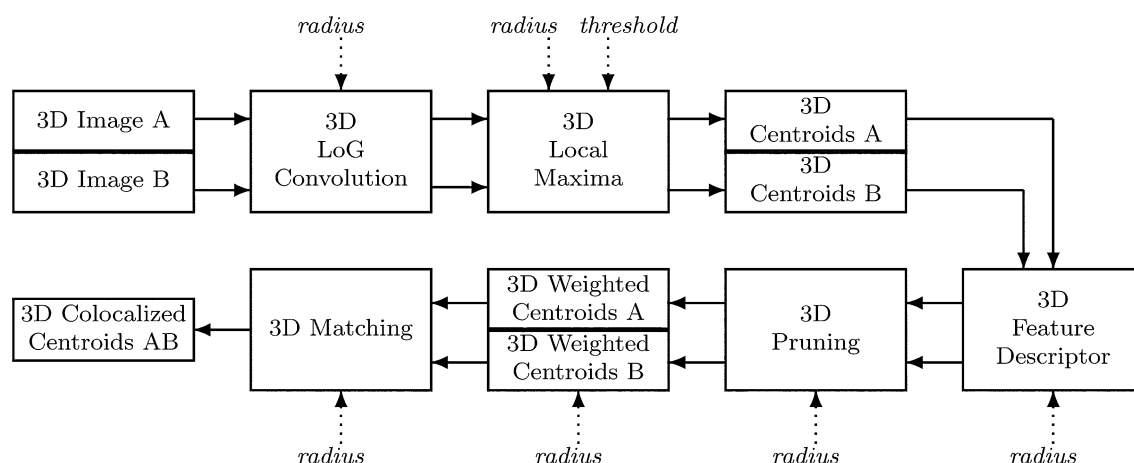 radius
radius threshold
3D Image A
3D Image B
3D
LoG
Convolution
3D
Local
Maxima
3D
Centroids A
3D
Centroids B
3D Colocalized
Centroids AB
3D Matching
3D Weighted
Centroids A
3D Weighted
Centroids B
3D
Pruning
3D
Feature
Descriptor
radius
radius
radius
radius